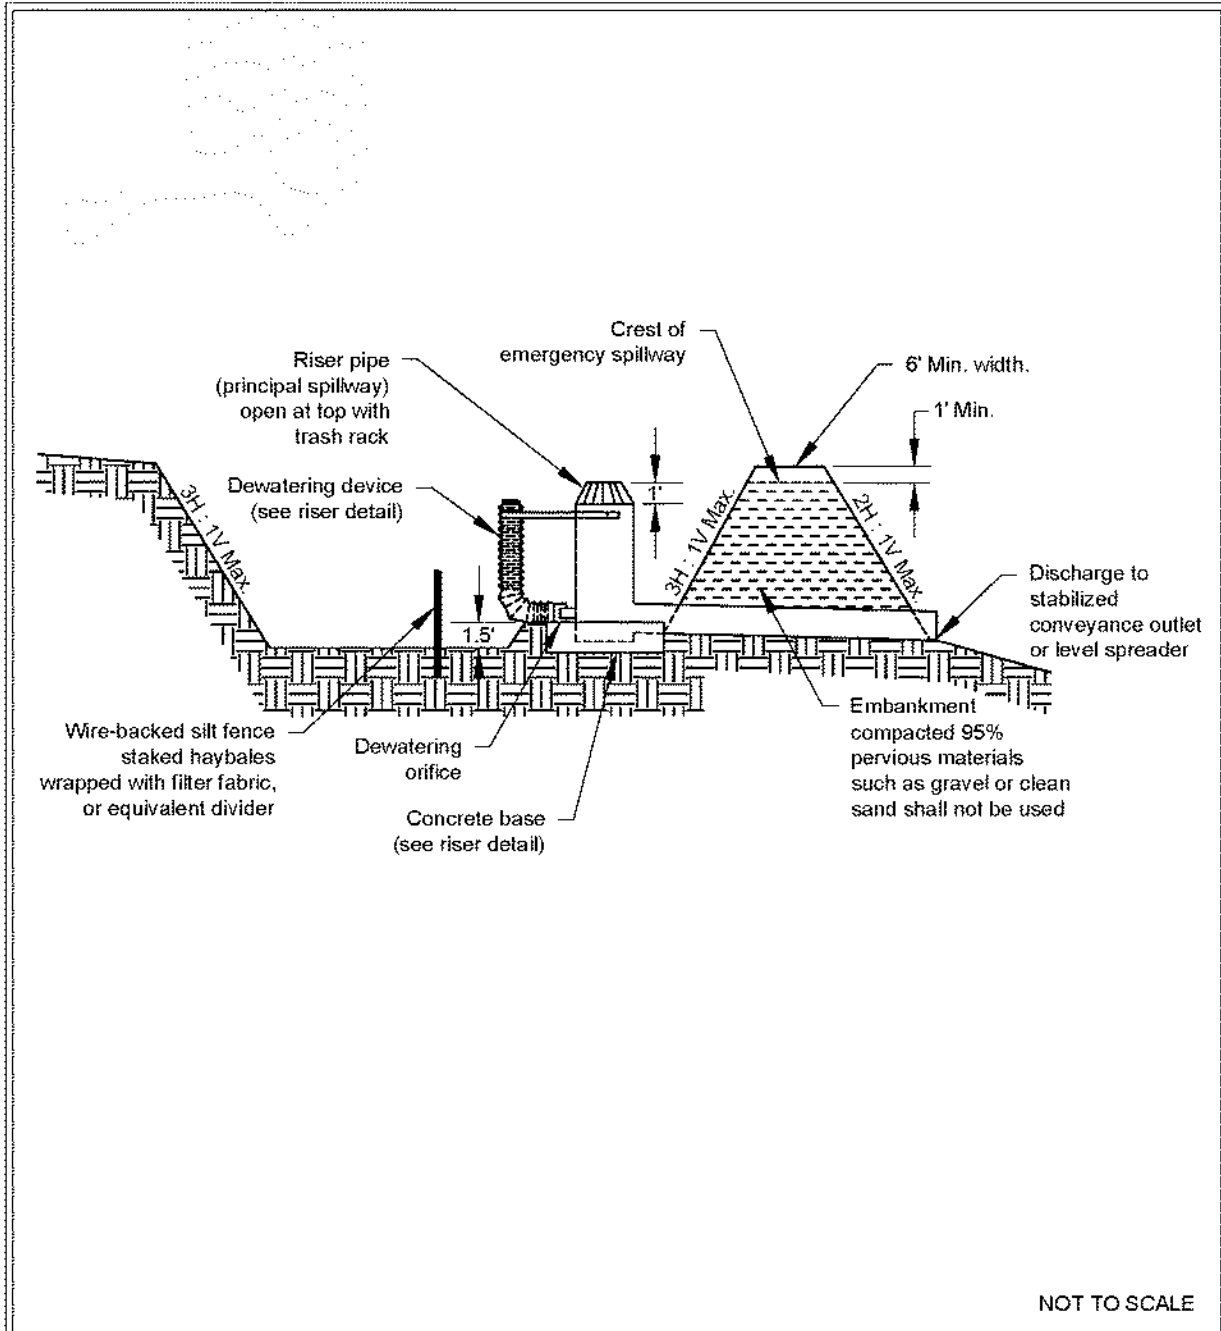 Crest of
emergency spillway
Riser pipe
(principal spillway)
open at top with
trash rack
6' Min. width.
1' Min.
Dewatering device
(see riser detail)
1'
3H : 1V Max.
3H : 1V Max.
2H : 1V Max.
1.5'
Discharge to
stabilized
conveyance outlet
or level spreader
Wire-backed silt fence
staked haybales
wrapped with filter fabric,
or equivalent divider
Dewatering
orifice
Concrete base
(see riser detail)
Embankment
compacted 95%
pervious materials
such as gravel or clean
sand shall not be used
NOT TO SCALE